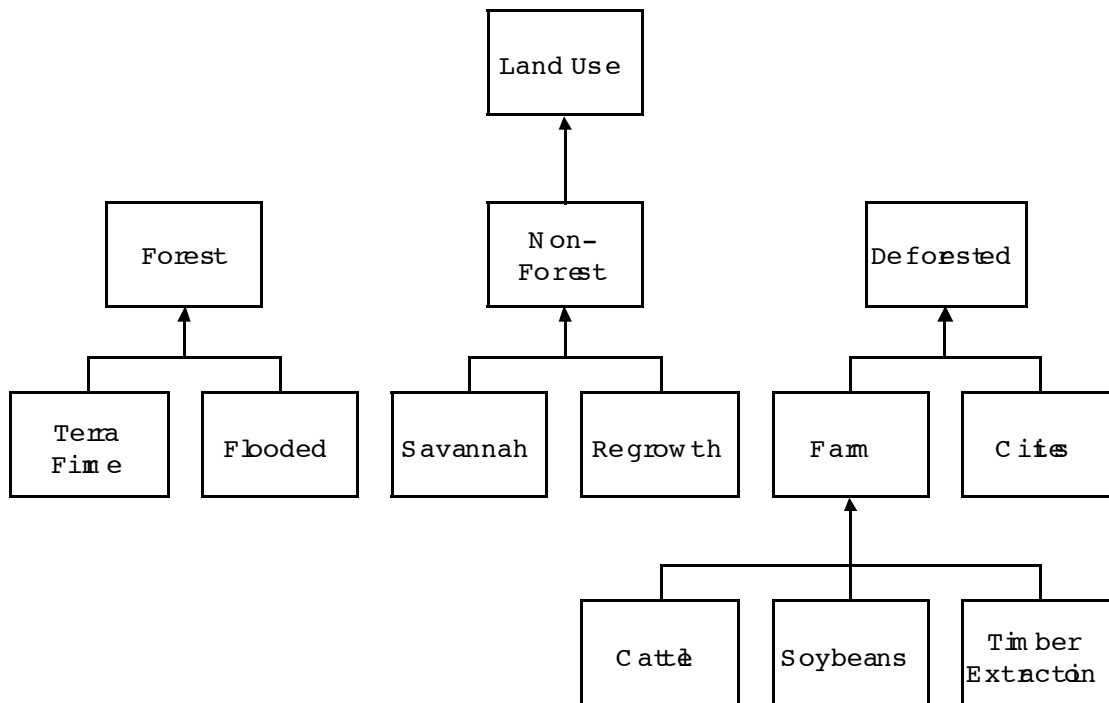 Land Use
Forest
Non-
Forest
Deforested
Terra
Firme
Flooded
Savannah
Regrowth
Farm
Cities
Cattle
Soybeans
Timber
Extraction